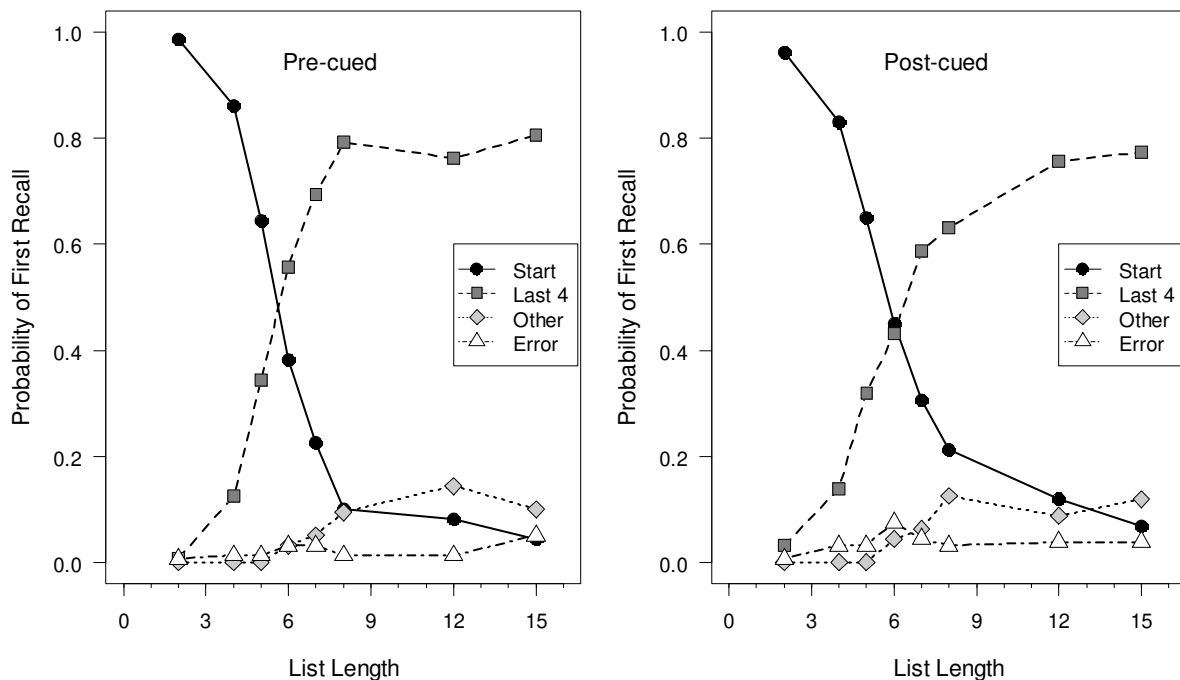 Pre-cued
Probability of First Recall
1.0
0.8
0.6
0.4
0.2
0.0
Start
Last 4
Other
Error
0 3 6 9 12 15
List Length
Post-cued
Probability of First Recall
1.0
0.8
0.6
0.4
0.2
0.0
Start
Last 4
Other
Error
0 3 6 9 12 15
List Length